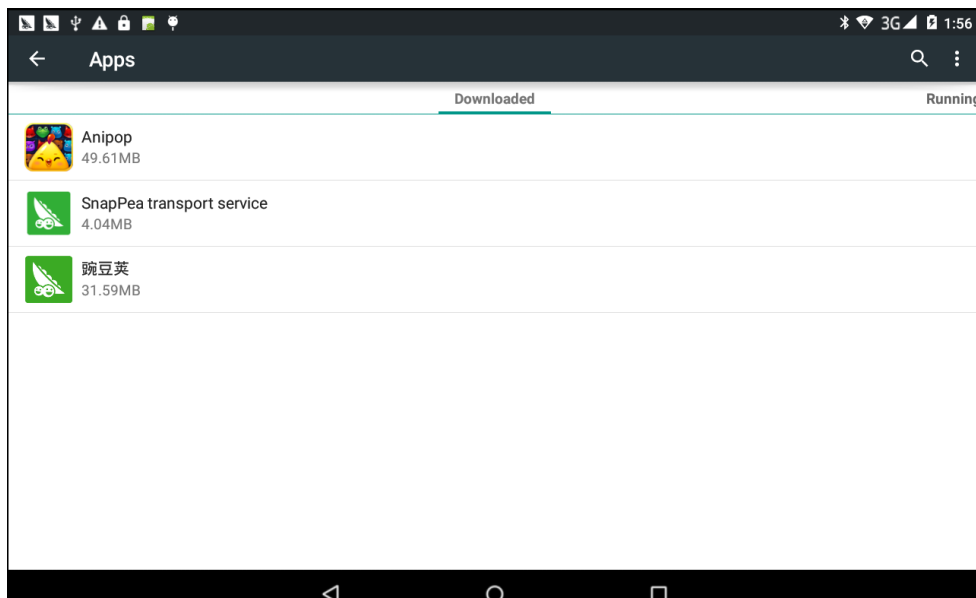 3G 1:56
Apps
Downloaded
Running
Anipop
49.61MB
SnapPea transport service
4.04MB
豌豆荚
31.59MB